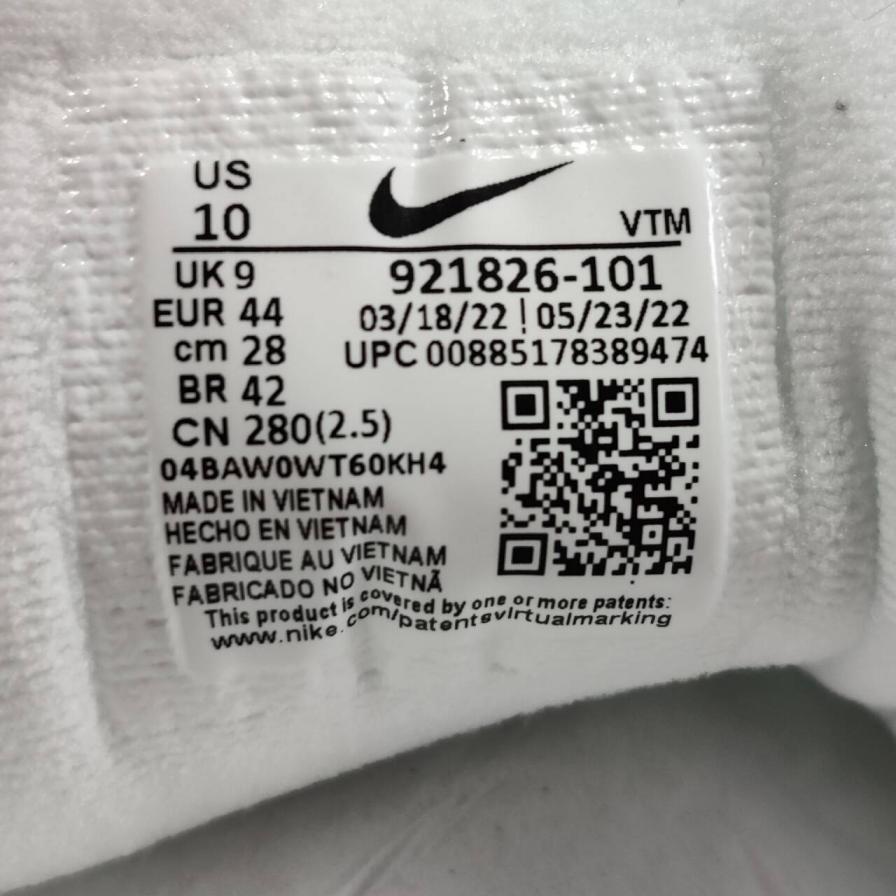 US
10
VTM
UK 9
921826-101
EUR 44
03/18/22 | 05/23/22
cm 28
UPC 00885178389474
BR 42
CN 280(2.5)
04BAW0WT60KH4
MADE IN VIETNAM
HECHO EN VIETNAM
FABRIQUE AU VIETNAM
FABRICADO NO VIETNÃ
This product is covered by one or more patents:
www.nike.com/patentsvirtualmarking